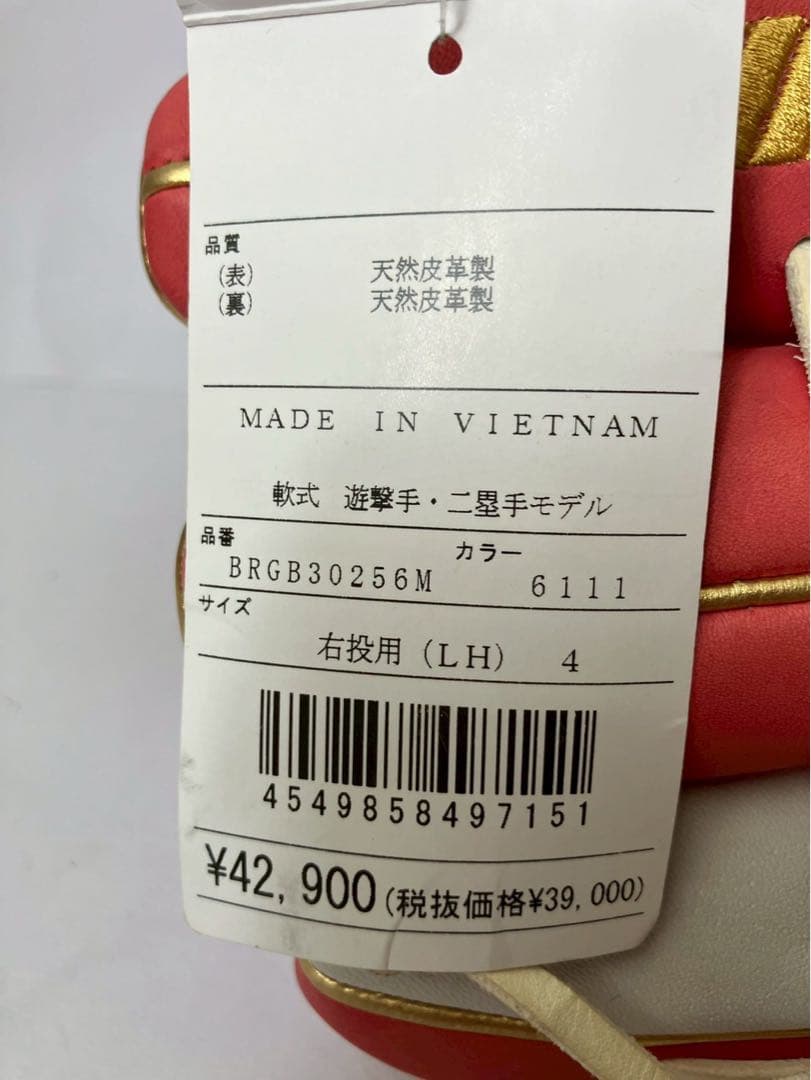 品質
(表) 天然皮革製
(裏) 天然皮革製
MADE IN VIETNAM
軟式 遊撃手・二塁手モデル
品番 カラー
BRGB30256M 6111
サイズ
右投用(LH) 4
4549858497151
¥42,900(税抜価格¥39,000)